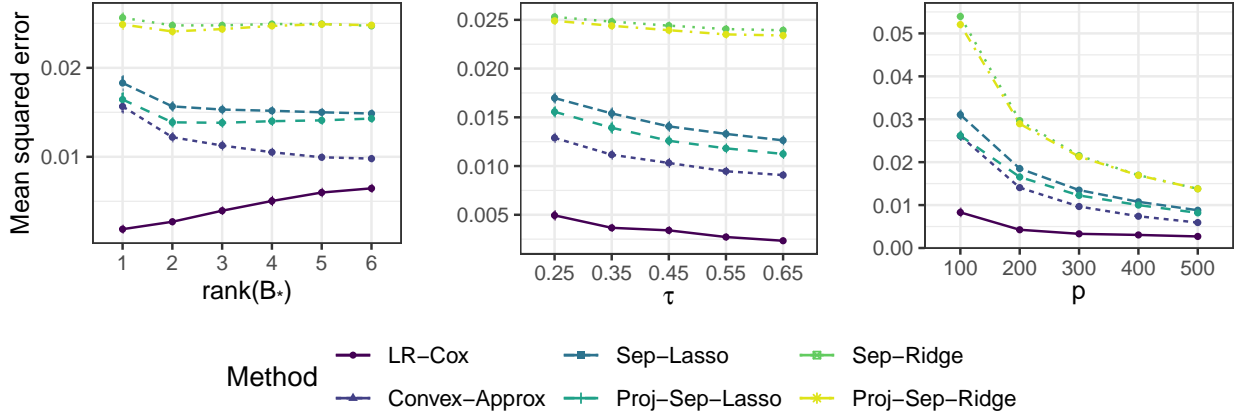 Mean squared error
0.02
0.01
1 2 3 4 5 6
rank(B*)
0.025
0.020
0.015
0.010
0.005
0.25 0.35 0.45 0.55 0.65
τ
0.05
0.04
0.03
0.02
0.01
0.00
100 200 300 400 500
p
Method
LR−Cox Sep−Lasso Sep−Ridge
Convex−Approx Proj−Sep−Lasso Proj−Sep−Ridge